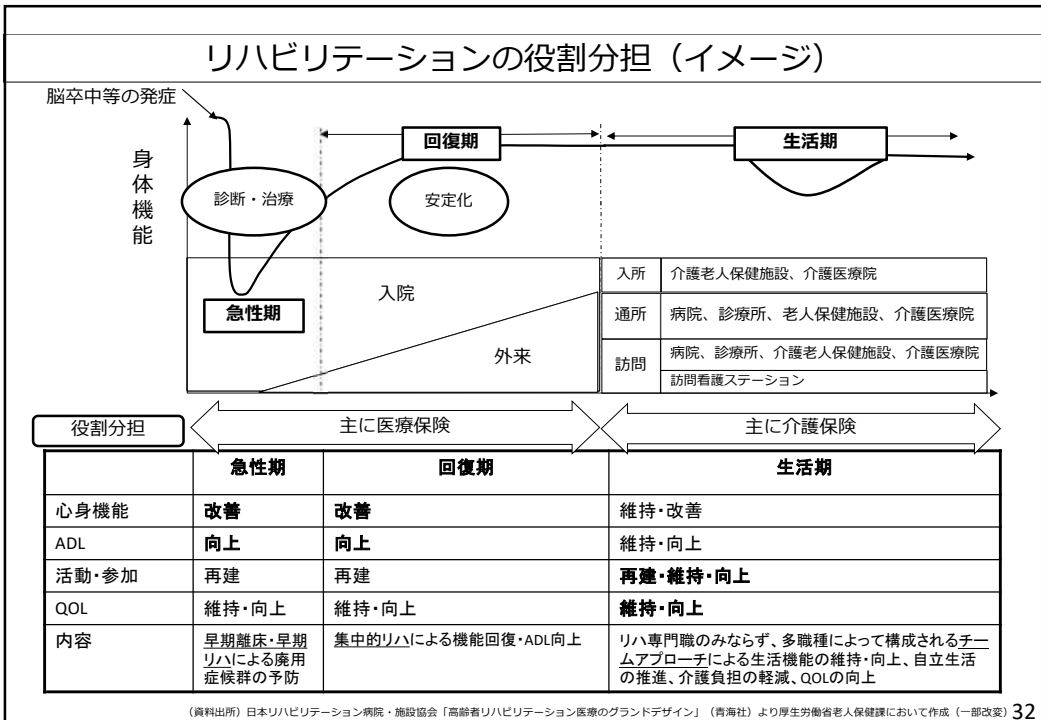 リハビリテーションの役割分担（イメージ）
脳卒中等の発症
身体機能
回復期
生活期
診断・治療
安定化
急性期
入院
外来
入所 介護老人保健施設、介護医療院
通所 病院、診療所、老人保健施設、介護医療院
訪問 病院、診療所、介護老人保健施設、介護医療院
訪問看護ステーション
役割分担
主に医療保険
主に介護保険
急性期 回復期 生活期
心身機能 改善 改善 維持・改善
ADL 向上 向上 維持・向上
活動・参加 再建 再建 再建・維持・向上
QOL 維持・向上 維持・向上 維持・向上
内容 早期離床・早期 集中的リハによる機能回復・ADL向上 リハ専門職のみならず、多職種によって構成されるチー
リハによる廃用 ムアプローチによる生活機能の維持・向上、自立生活
症候群の予防 の推進、介護負担の軽減、QOLの向上
（資料出所）日本リハビリテーション病院・施設協会「高齢者リハビリテーション医療のグランドデザイン」（青海社）より厚生労働省老人保健課において作成（一部改変） 32